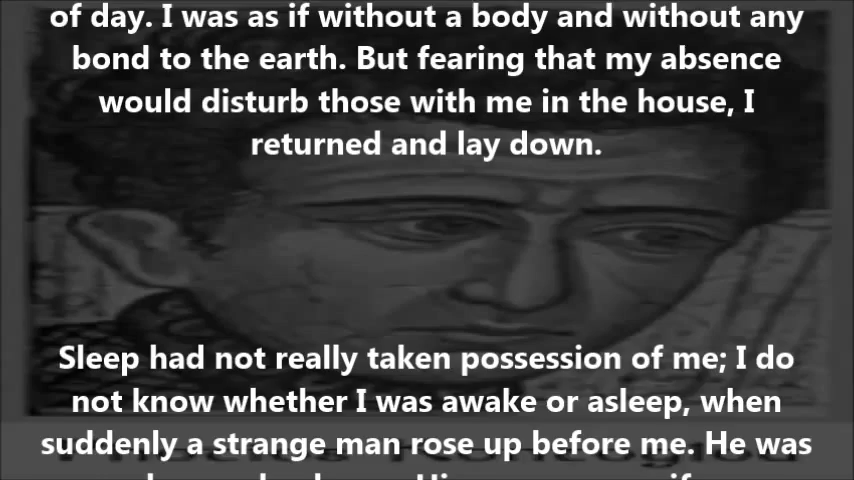 of day. I was as if without a body and without any
bond to the earth. But fearing that my absence
would disturb those with me in the house, I
returned and lay down.
Sleep had not really taken possession of me; I do
not know whether I was awake or asleep, when
suddenly a strange man rose up before me. He was